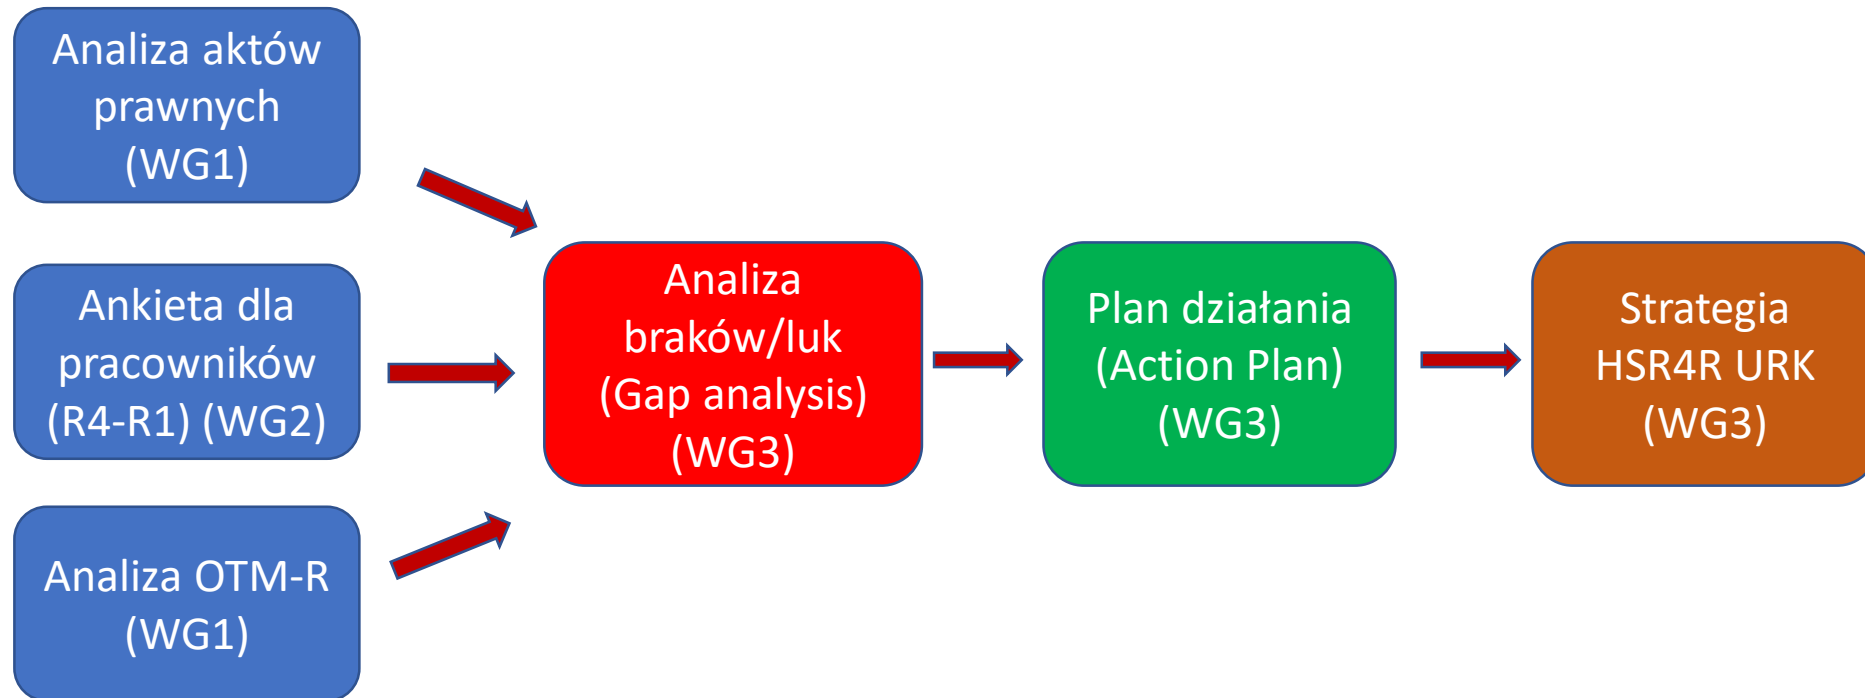 Analiza aktów
prawnych
(WG1)
Ankieta dla
pracowników
(R4-R1) (WG2)
Analiza OTM-R
(WG1)
Analiza
braków/luk
(Gap analysis)
(WG3)
Plan działania
(Action Plan)
(WG3)
Strategia
HSR4R URK
(WG3)